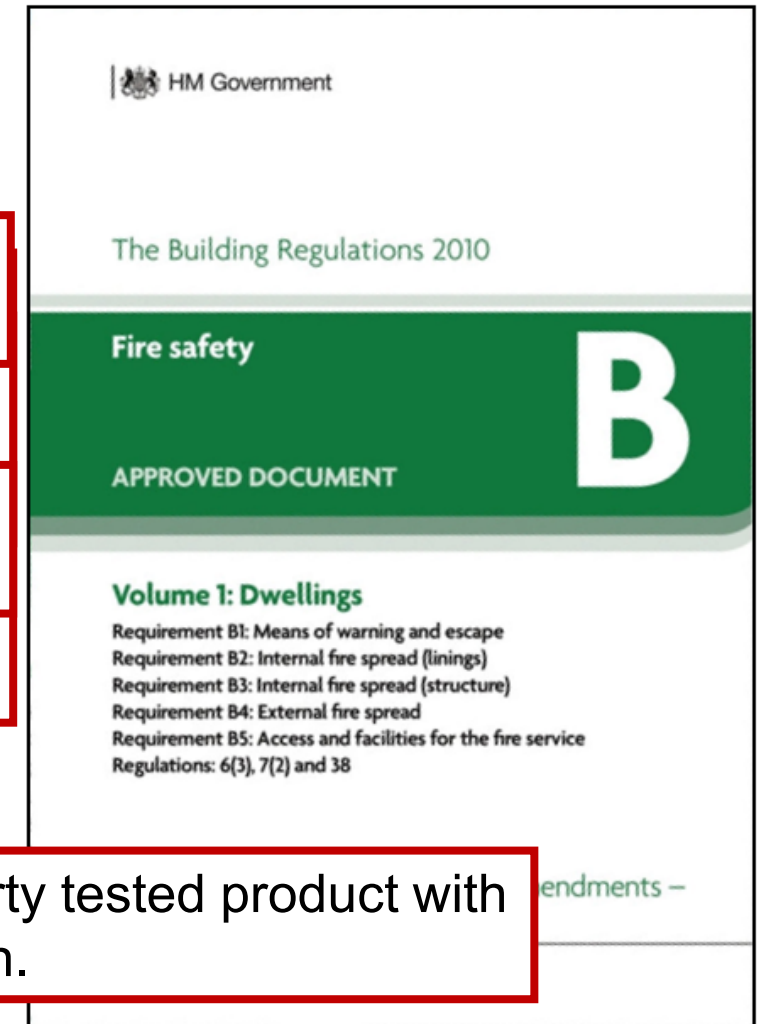 HM Government
The Building Regulations 2010
Fire safety
B
APPROVED DOCUMENT
Volume 1: Dwellings
Requirement B1: Means of warning and escape
Requirement B2: Internal fire spread (linings)
Requirement B3: Internal fire spread (structure)
Requirement B4: External fire spread
Requirement B5: Access and facilities for the fire service
Regulations: 6(3), 7(2) and 38
endments –
rty tested product with
n.